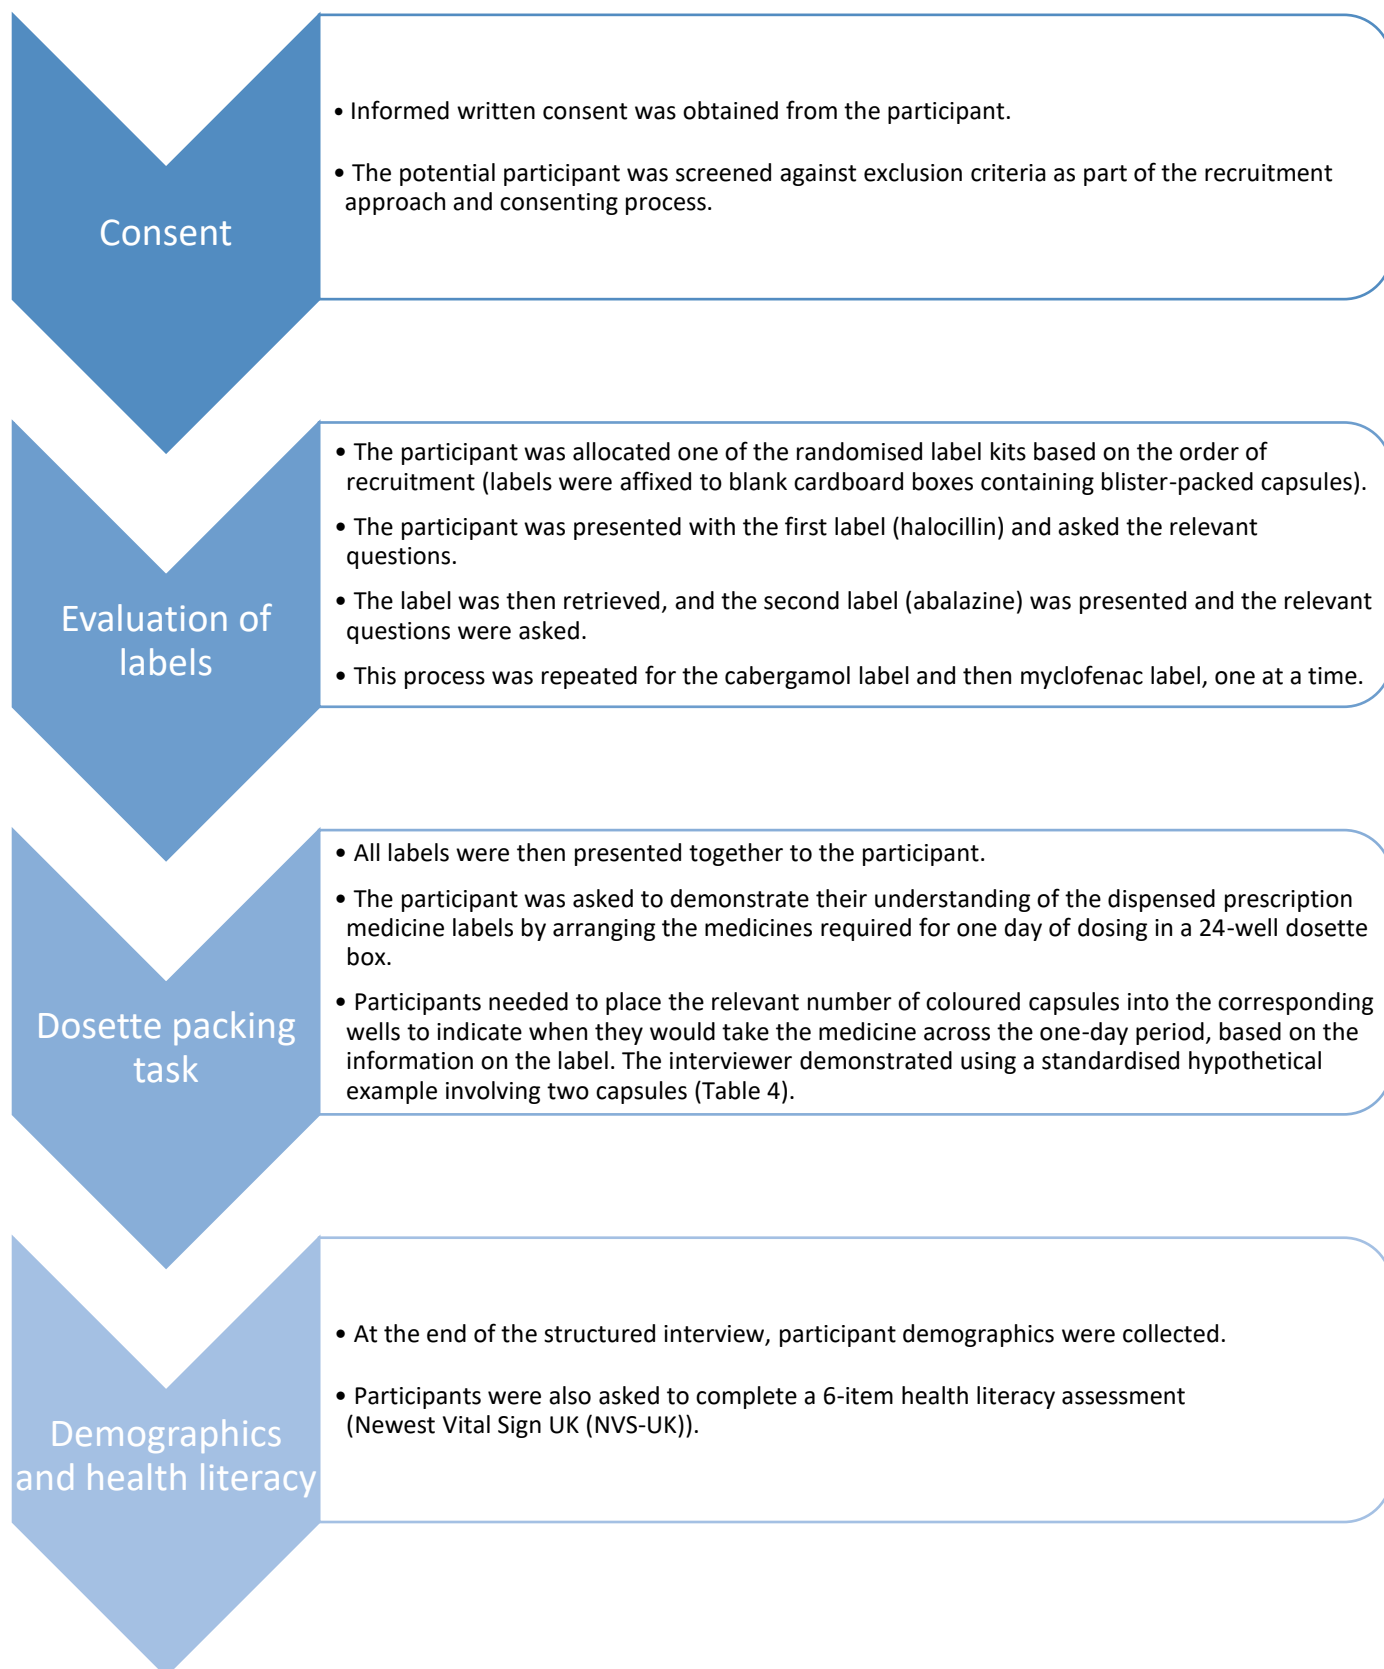 Consent
• Informed written consent was obtained from the participant.
• The potential participant was screened against exclusion criteria as part of the recruitment
approach and consenting process.
Evaluation of
labels
• The participant was allocated one of the randomised label kits based on the order of
recruitment (labels were affixed to blank cardboard boxes containing blister-packed capsules).
• The participant was presented with the first label (halocillin) and asked the relevant
questions.
• The label was then retrieved, and the second label (abalazine) was presented and the relevant
questions were asked.
• This process was repeated for the cabergamol label and then myclofenac label, one at a time.
Dosette packing
task
• All labels were then presented together to the participant.
• The participant was asked to demonstrate their understanding of the dispensed prescription
medicine labels by arranging the medicines required for one day of dosing in a 24-well dosette
box.
• Participants needed to place the relevant number of coloured capsules into the corresponding
wells to indicate when they would take the medicine across the one-day period, based on the
information on the label. The interviewer demonstrated using a standardised hypothetical
example involving two capsules (Table 4).
Demographics
and health literacy
• At the end of the structured interview, participant demographics were collected.
• Participants were also asked to complete a 6-item health literacy assessment
(Newest Vital Sign UK (NVS-UK)).